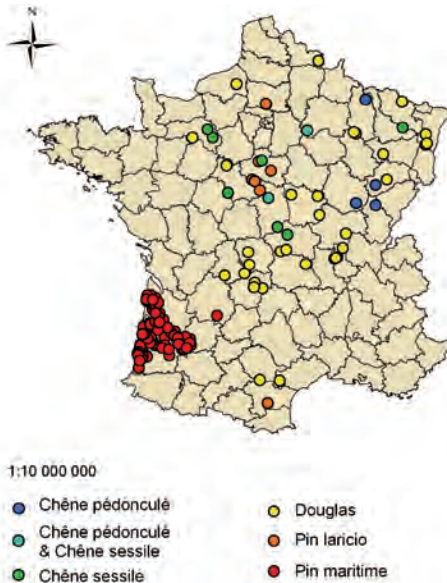 N
1:10 000 000
Chêne pédonculé
Chêne pédonculé
& Chêne sessile
Chêne sessile
Douglas
Pin laricio
Pin maritime